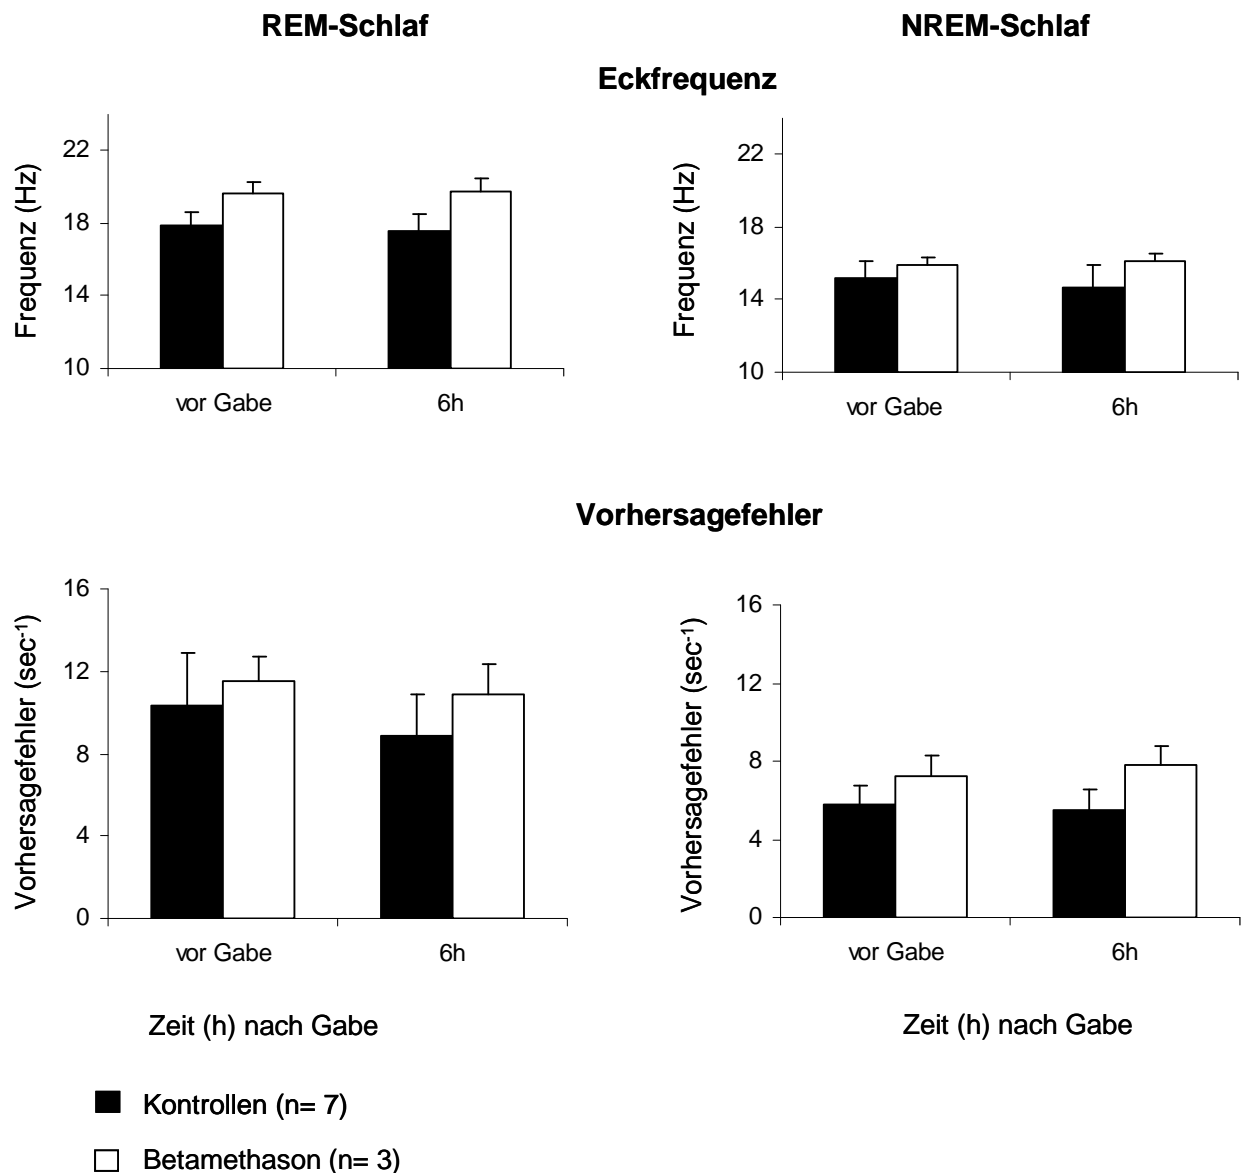 REM-Schlaf
NREM-Schlaf
Eckfrequenz
Frequenz (Hz)
22
18
14
10
vor Gabe
6h
Frequenz (Hz)
22
18
14
10
vor Gabe
6h
Vorhersagefehler
Vorhersagefehler (sec⁻¹)
16
12
8
4
0
vor Gabe
6h
Zeit (h) nach Gabe
Vorhersagefehler (sec⁻¹)
16
12
8
4
0
vor Gabe
6h
Zeit (h) nach Gabe
Kontrollen (n= 7)
Betamethason (n= 3)